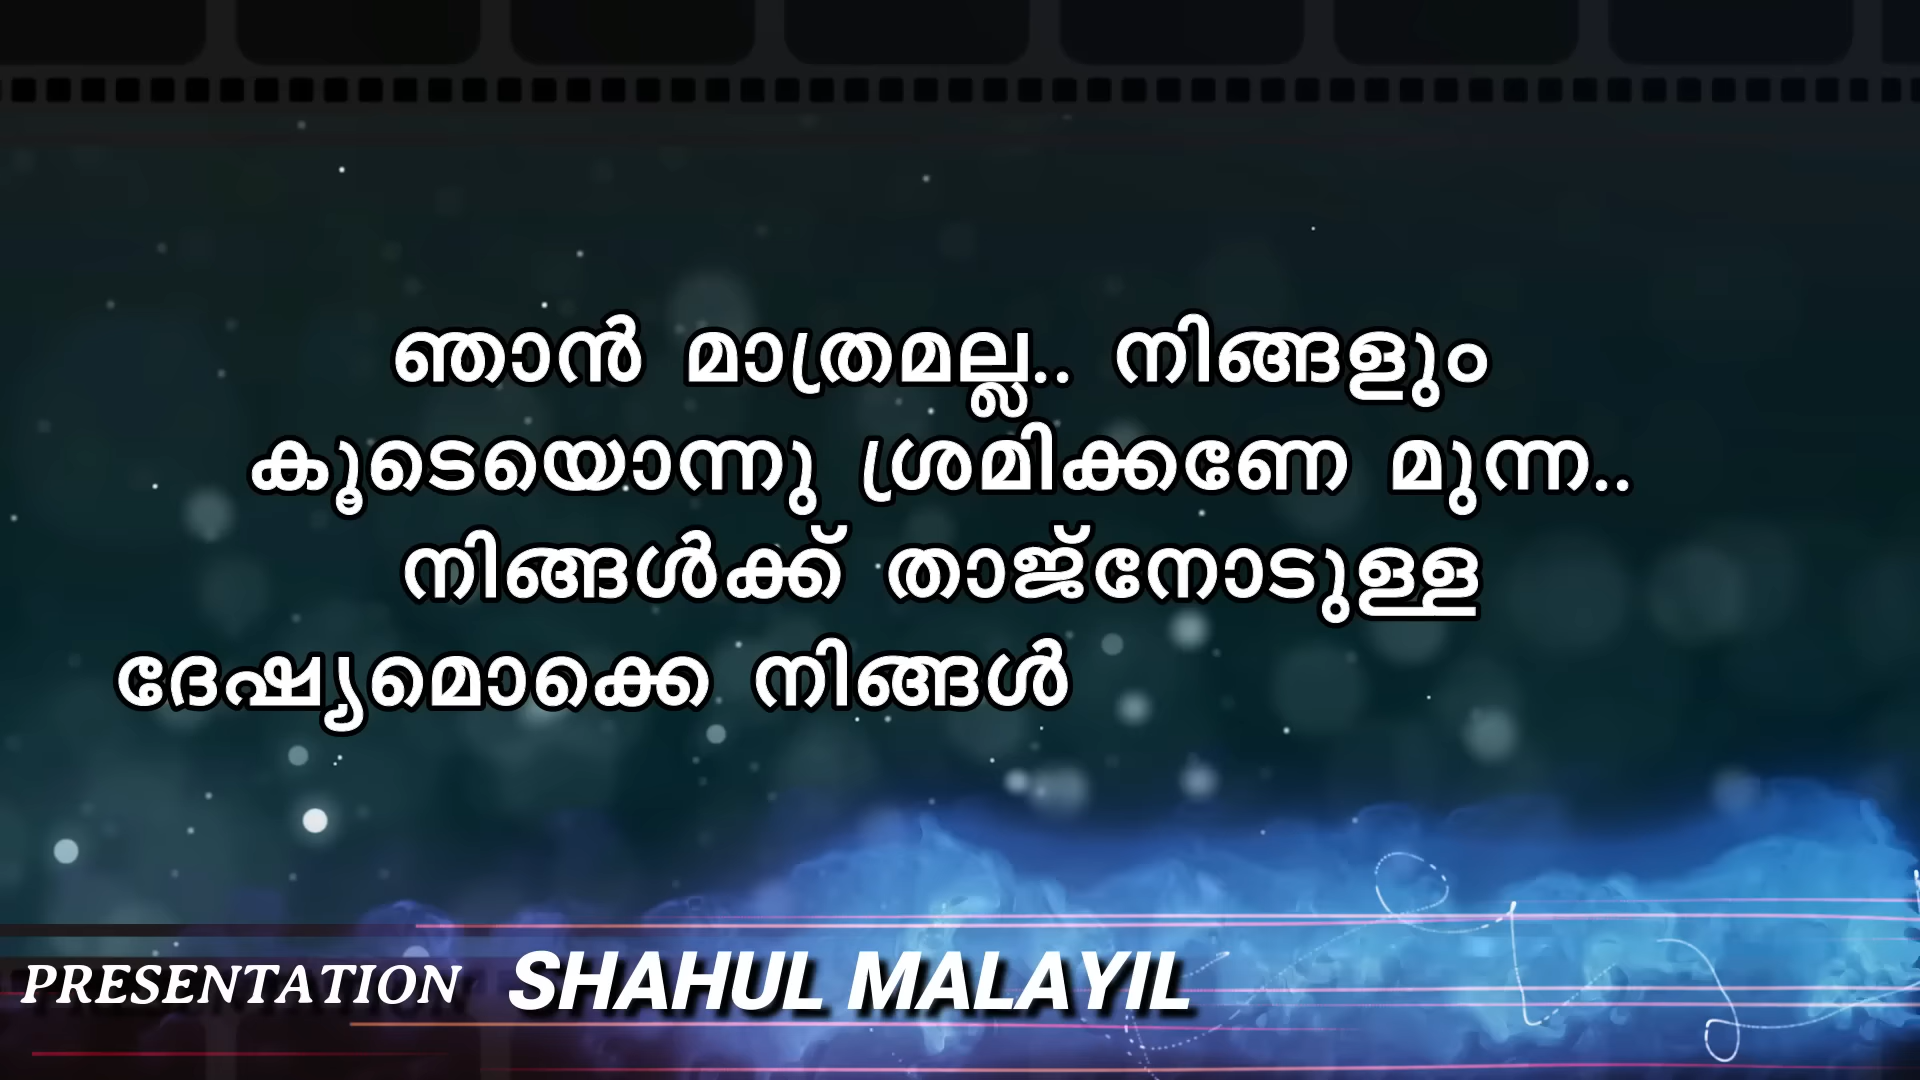 ഞാൻ മാത്രമല്ല.. നിങ്ങളും
കൂടെയൊന്നു ശ്രമിക്കണേ മുന്ന..
നിങ്ങൾക്ക് താജ്നോടുള്ള
ദേഷ്യമൊക്കെ നിങ്ങൾ
PRESENTATION SHAHUL MALAYIL